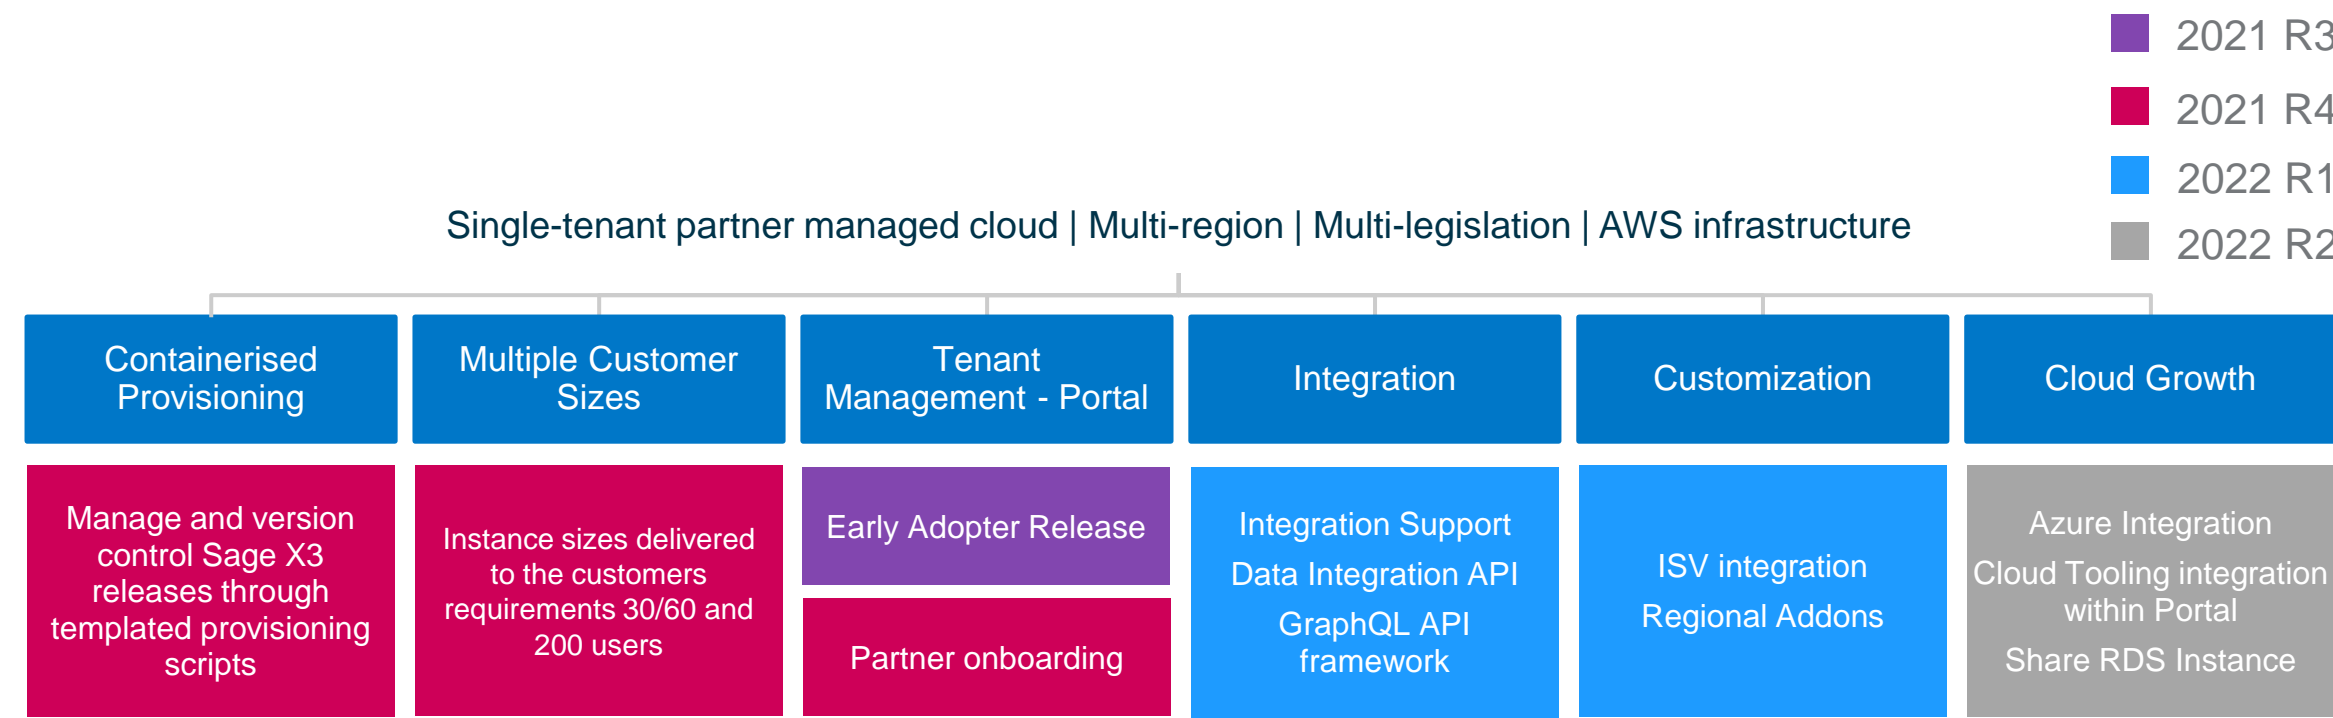 2021 R3
2021 R4
2022 R1
2022 R2
Single-tenant partner managed cloud | Multi-region | Multi-legislation | AWS infrastructure
Containerised
Provisioning
Multiple Customer
Sizes
Tenant
Management - Portal
Integration
Customization
Cloud Growth
Manage and version
control Sage X3
releases through
templated provisioning
scripts
Instance sizes delivered
to the customers
requirements 30/60 and
200 users
Early Adopter Release
Partner onboarding
Integration Support
Data Integration API
GraphQL API
framework
ISV integration
Regional Addons
Azure Integration
Cloud Tooling integration
within Portal
Share RDS Instance